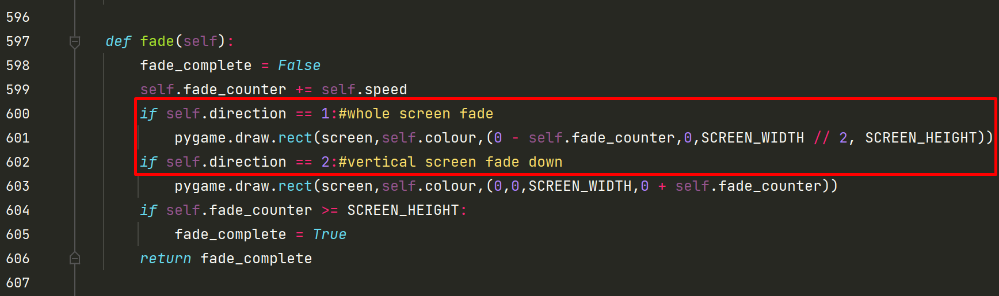 596
597 def fade(self):
598 fade_complete = False
599 self.fade_counter += self.speed
600 if self.direction == 1:#whole screen fade
601 pygame.draw.rect(screen,self.colour,(0 - self.fade_counter,0,SCREEN_WIDTH // 2, SCREEN_HEIGHT))
602 if self.direction == 2:#vertical screen fade down
603 pygame.draw.rect(screen,self.colour,(0,0,SCREEN_WIDTH,0 + self.fade_counter))
604 if self.fade_counter >= SCREEN_HEIGHT:
605 fade_complete = True
606 return fade_complete
607